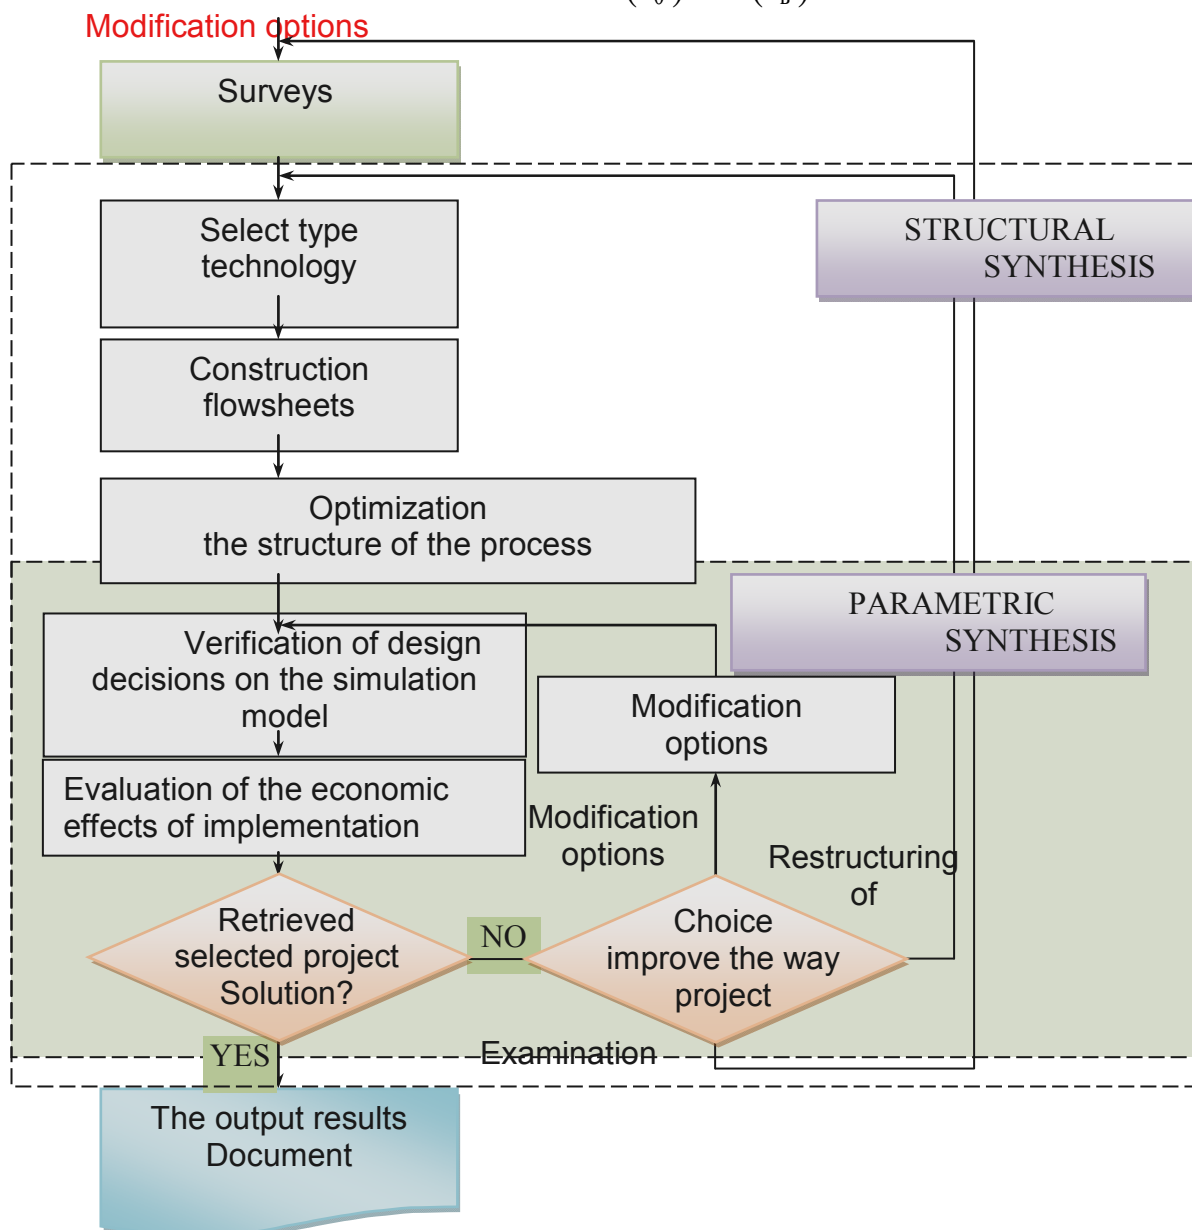 Modification options
Surveys
Select type
technology
STRUCTURAL
SYNTHESIS
Construction
flowsheets
Optimization
the structure of the process
PARAMETRIC
SYNTHESIS
Verification of design
decisions on the simulation
model
Modification
options
Evaluation of the economic
effects of implementation
Modification
options
Restructuring
of
Retrieved
selected project
Solution?
NO
Choice
improve the way
project
YES
Examination
The output results
Document